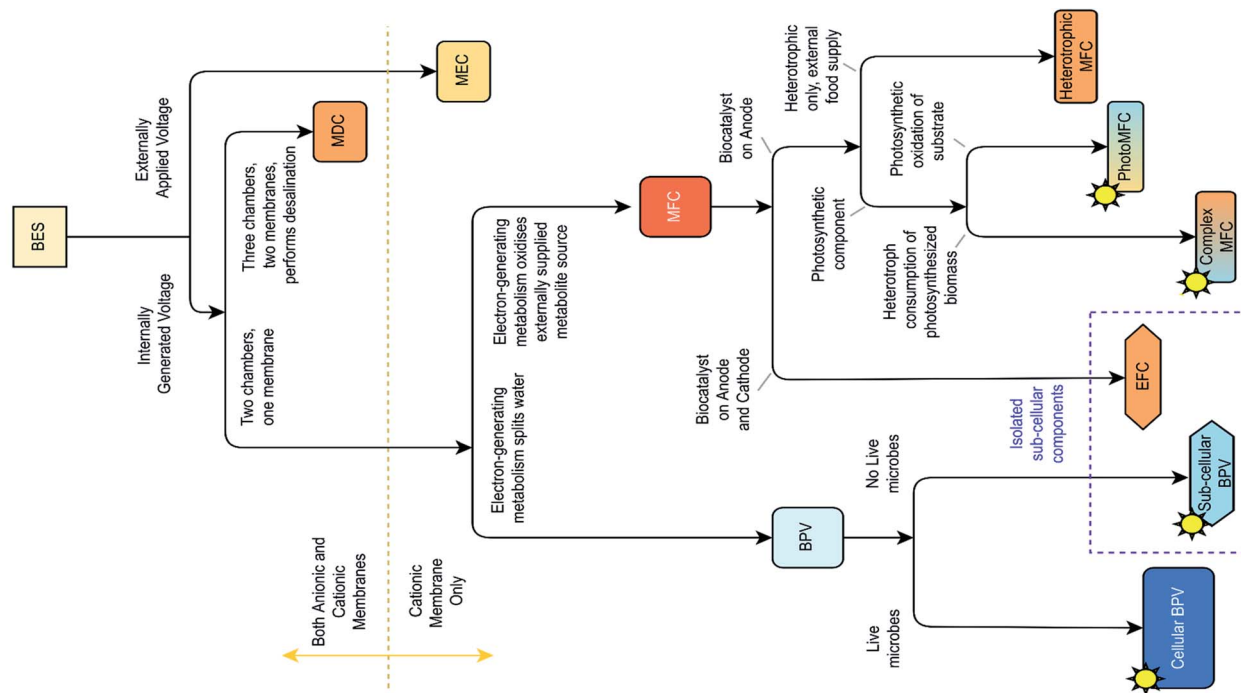 BES
Internally
Generated Voltage
Externally
Applied Voltage
Two chambers,
one membrane
Three chambers,
two membranes,
performs desalination
MDC
MEC
Both Anionic and
Cationic
Membranes
Cationic
Membrane
Only
Electron-generating
metabolism splits water
Electron-generating
metabolism oxidises
externally supplied
metabolite source
MFC
Biocatalyst
on Anode
and Cathode
Biocatalyst
on Anode
BPV
Photosynthetic
component
Heterotrophic
only, external
food supply
Live
microbes
No Live
microbes
Heterotroph
consumption of
photosynthesized
biomass
Photosynthetic
oxidation of
substrate
Isolated
sub-cellular
components
Cellular BPV
Sub-cellular
BPV
EFC
Complex
MFC
PhotoMFC
Heterotrophic
MFC